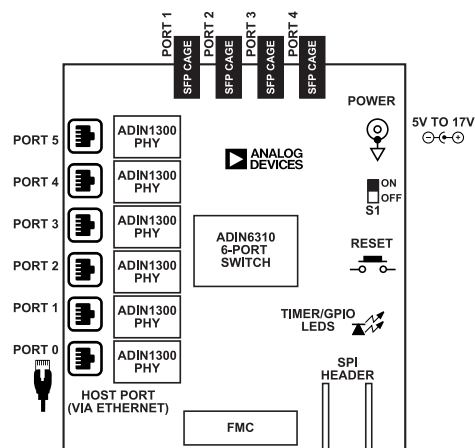 PORT 1
PORT 2
PORT 3
PORT 4
SFP CAGE
SFP CAGE
SFP CAGE
SFP CAGE
POWER
5V TO 17V
PORT 5
ADIN1300
PHY
ANALOG
DEVICES
PORT 4
ADIN1300
PHY
ON
OFF
S1
PORT 3
ADIN1300
PHY
ADIN6310
6-PORT
SWITCH
RESET
PORT 2
ADIN1300
PHY
PORT 1
ADIN1300
PHY
TIMER/GPIO
LEDS
PORT 0
ADIN1300
PHY
SPI
HEADER
HOST PORT
(VIA ETHERNET)
FMC